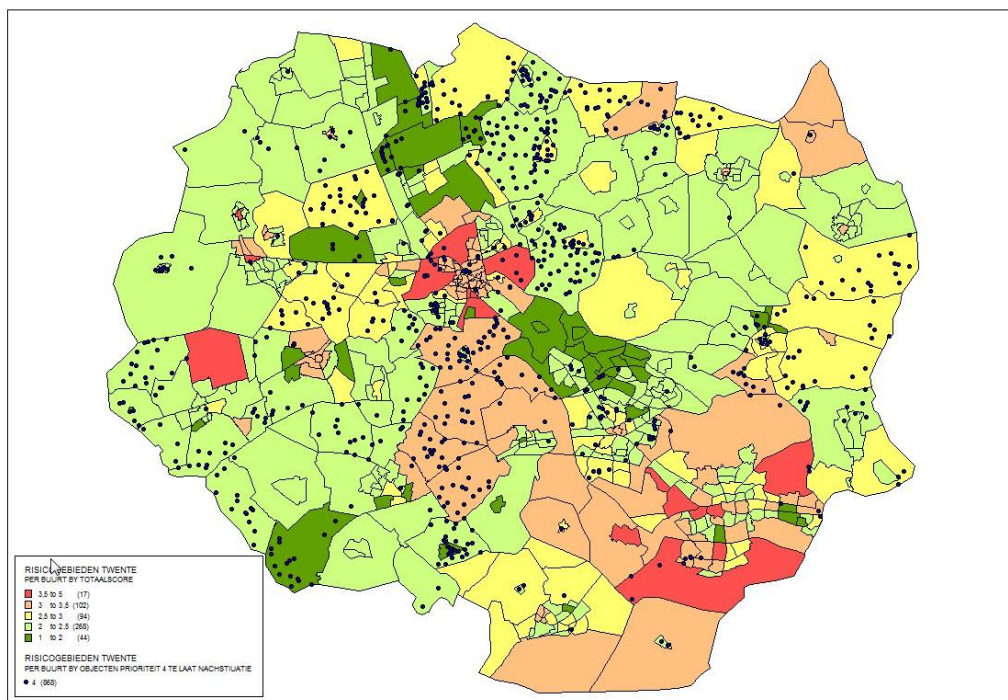 RISICOGEBIEDEN TWENTE
PER BUURT BY TOTAALSCORE
3,5 to 5 (17)
3 to 3,5 (102)
2,5 to 3 (94)
2 to 2,5 (268)
1 to 2 (44)
RISICOGEBIEDEN TWENTE
PER BUURT BY OBJECTEN PRIORITEIT 4 TE LAAT NACHSTIUATIE
4 (868)